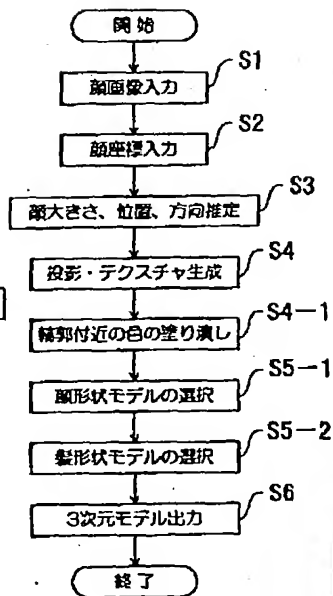 開始
S1
顔画像入力
S2
顔座標入力
S3
顔大きさ、位置、方向推定
S4
投影・テクスチャ生成
S4-1
輪郭付近の色の塗り潰し
S5-1
顔形状モデルの選択
S5-2
髪形状モデルの選択
S6
3次元モデル出力
終了